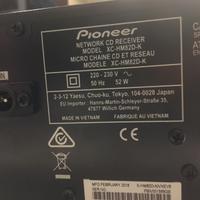 Pioneer
NETWORK CD RECEIVER
MODEL XC-HM82D-K
MICRO CHAINE CD ET RESEAU
MODELE XC-HM82D-K
220 - 230 V ~
50 Hz 52 W
2-3-12 Yaesu, Chuo-ku, Tokyo, 104-0028 Japan
EU Importer : Hanns-Martin-Schleyer-Straße 35,
47877 Willich Germany
MADE IN VIETNAM / FABRIQUE AU VIETNAM
MFD FEBRUARY 2018